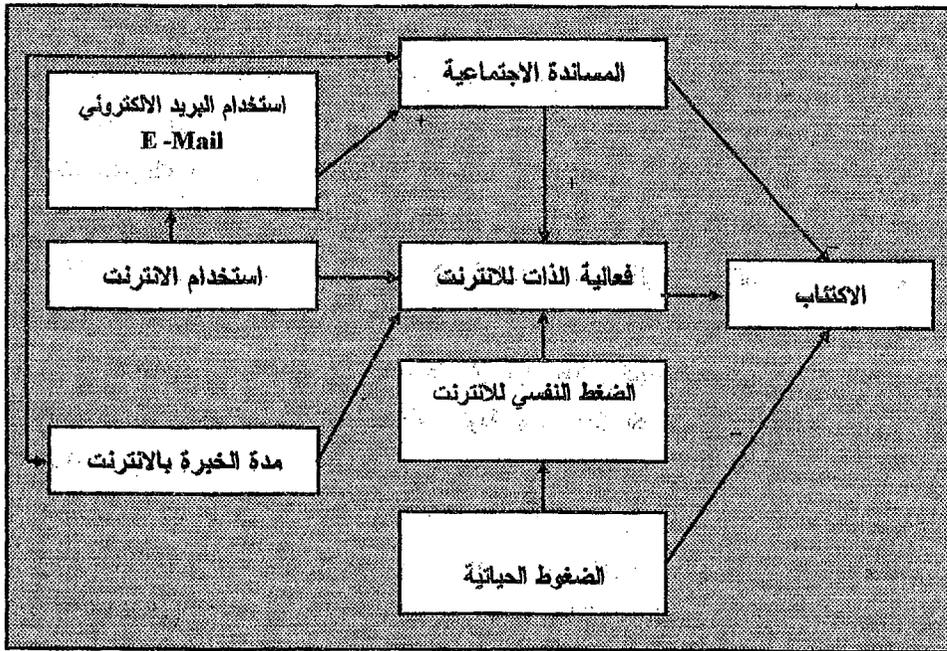 المساندة الاجتماعية
استخدام البريد الالكتروني
E -Mail
+
+
استخدام الانترنت
فعالية الذات للانترنت
−
الاكتئاب
الضغط النفسي للانترنت
−
مدة الخبرة بالانترنت
الضغوط الحياتية